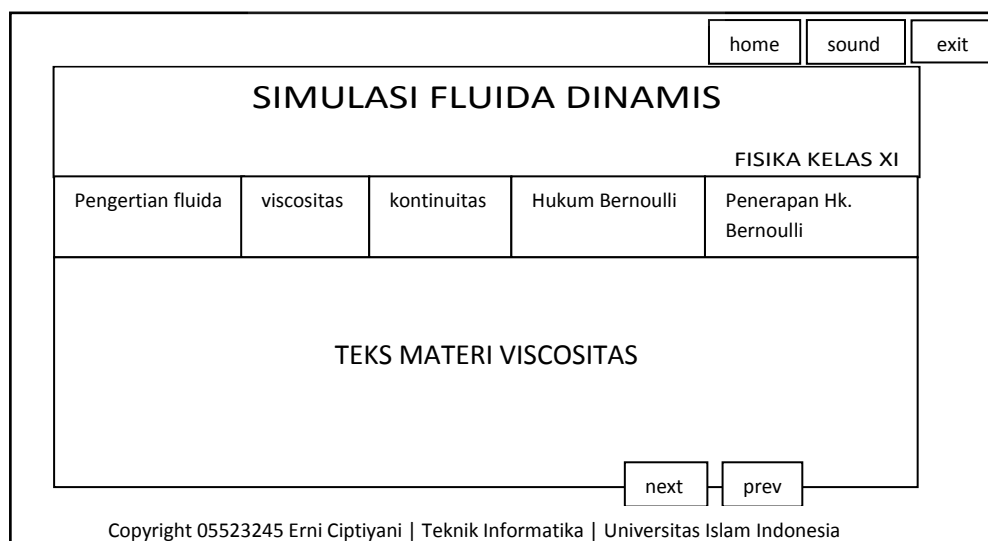 home sound exit
SIMULASI FLUIDA DINAMIS
FISIKA KELAS XI
Pengertian fluida viscositas kontinuitas Hukum Bernoulli Penerapan Hk.
Bernoulli
TEKS MATERI VISCOSITAS
next prev
Copyright 05523245 Erni Ciptiyani | Teknik Informatika | Universitas Islam Indonesia